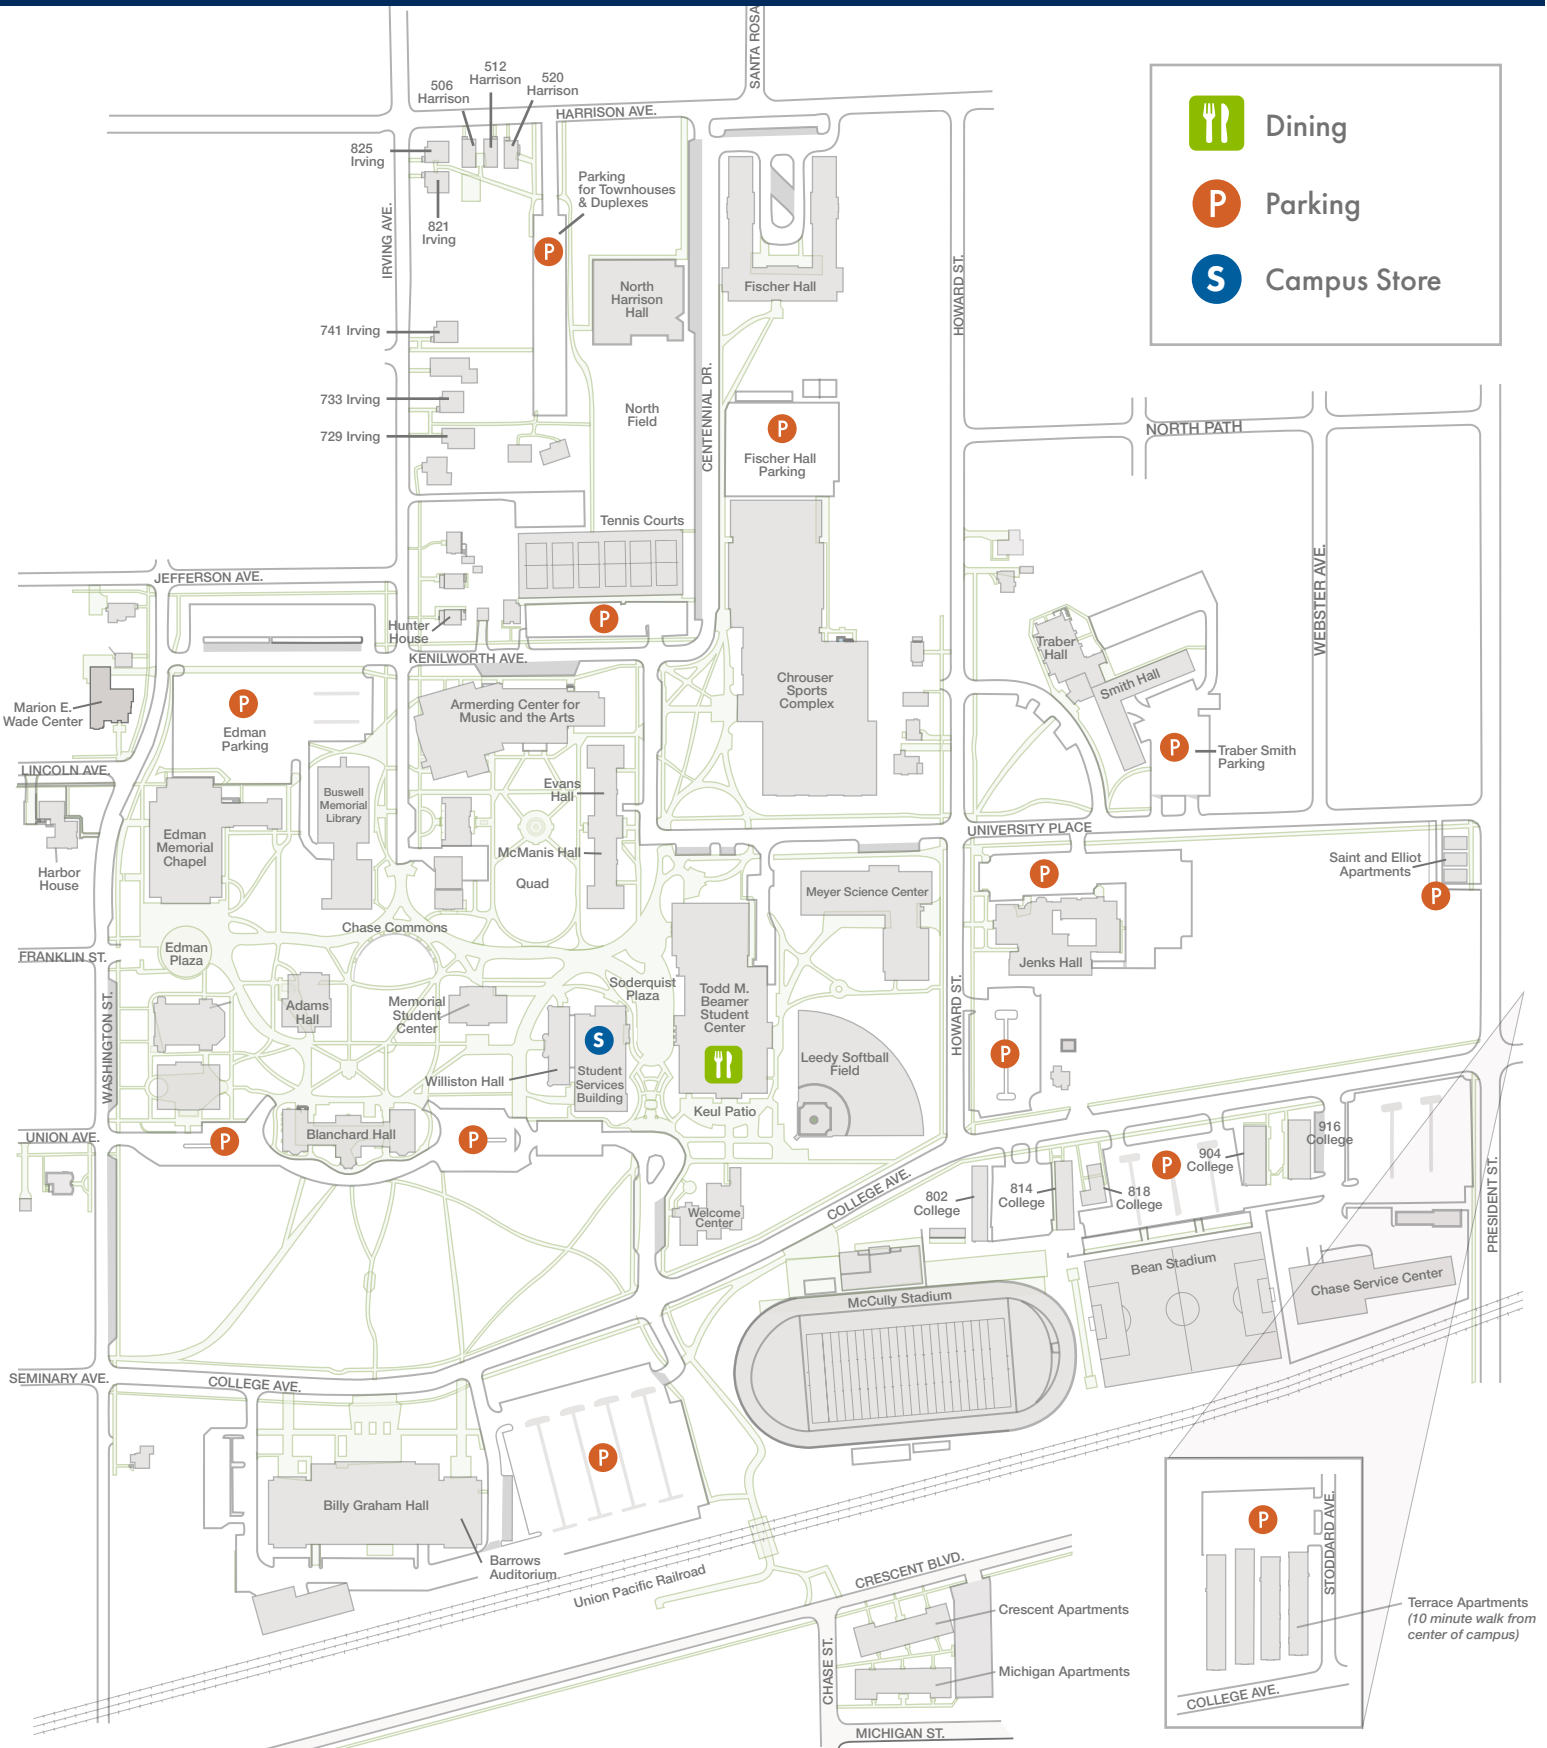 SANTA ROSA
506
Harrison
512
Harrison
520
Harrison
HARRISON AVE.
825
Irving
821
Irving
IRVING AVE.
Parking
for Townhouses
& Duplexes
P
North
Harrison
Hall
Fischer Hall
HOWARD ST.
Dining
P
Parking
S
Campus Store
741 Irving
733 Irving
729 Irving
North
Field
CENTENNIAL DR.
P
Fischer Hall
Parking
NORTH PATH
Tennis Courts
JEFFERSON AVE.
P
Hunter
House
KENILWORTH AVE.
WEBSTER AVE.
Traber
Hall
Smith Hall
Marion E.
Wade Center
P
Edman
Parking
Armerding Center for
Music and the Arts
Chrouser
Sports
Complex
P
Traber Smith
Parking
LINCOLN AVE.
Buswell
Memorial
Library
Evans
Hall
Edman
Memorial
Chapel
McManis Hall
Quad
UNIVERSITY PLACE
Harbor
House
P
Meyer Science Center
Saint and Elliot
Apartments
P
Chase Commons
FRANKLIN ST.
Edman
Plaza
Jenks Hall
Soderquist
Plaza
Todd M.
Beamer
Student
Center
Adams
Hall
Memorial
Student
Center
WASHINGTON ST.
S
Student
Services
Building
Williston Hall
HOWARD ST.
P
Leedy Softball
Field
Keul Patio
UNION AVE.
P
Blanchard Hall
P
916
College
904
College
P
818
College
814
College
802
College
COLLEGE AVE.
Welcome
Center
PRESIDENT ST.
Bean Stadium
Chase Service Center
McCully Stadium
SEMINARY AVE.
COLLEGE AVE.
P
Billy Graham Hall
Barrows
Auditorium
Union Pacific Railroad
CRESCENT BLVD.
Crescent Apartments
CHASE ST.
Michigan Apartments
MICHIGAN ST.
P
STODDARD AVE.
Terrace Apartments
(10 minute walk from
center of campus)
COLLEGE AVE.